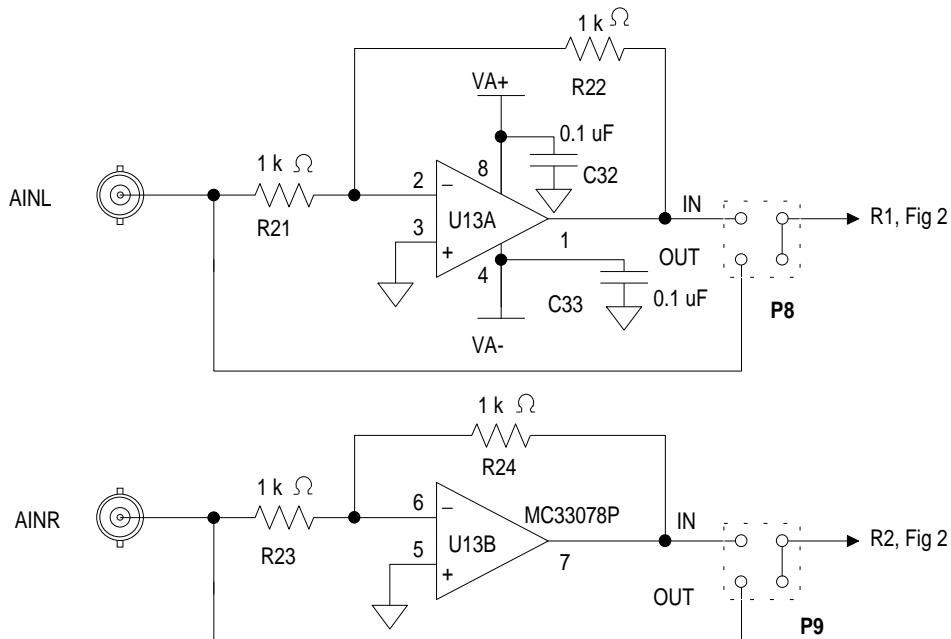 1 k Ω
R22
VA+
0.1 uF
C32
1 k Ω
AINL
R21
2
8
−
U13A
3
+
1
4
IN
OUT
R1, Fig 2
C33
0.1 uF
P8
VA-
1 k Ω
R24
1 k Ω
AINR
R23
6
−
MC33078P
U13B
5
+
7
IN
OUT
R2, Fig 2
P9